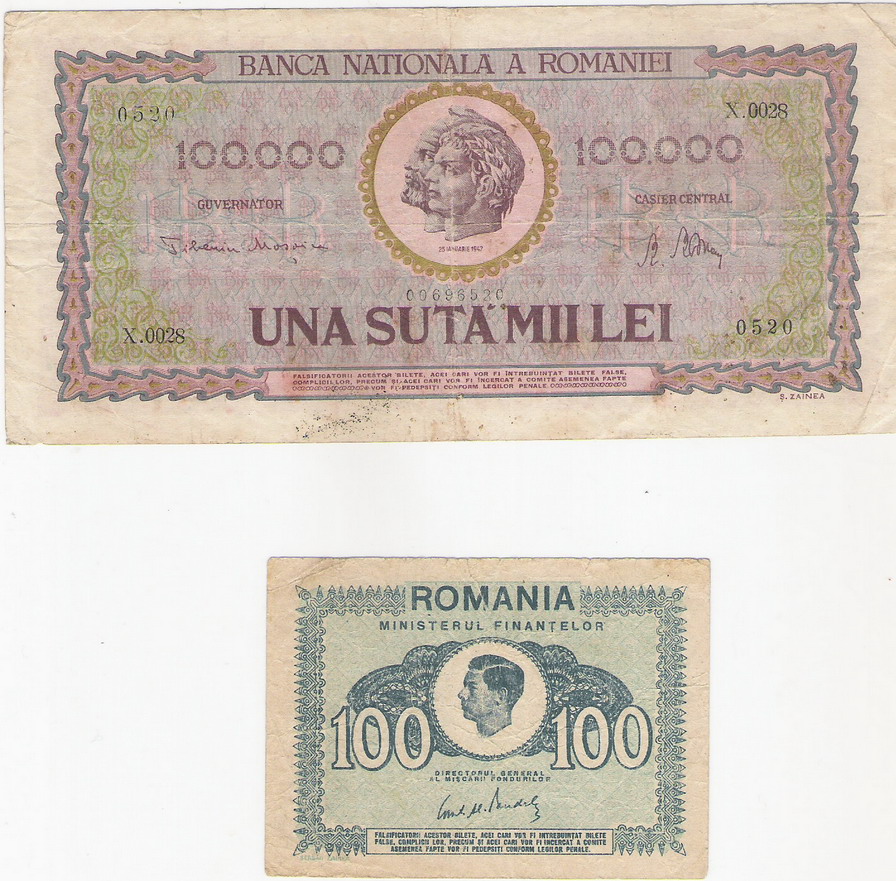 BANCA NATIONALA A ROMANIEI
0520
X.0028
100.000
100.000
GUVERNATOR
CASIER CENTRAL
25 IANUARIE 1947
00696520
UNA SUTĂ MII LEI
X.0028
0520
FALSIFICATORII ACESTOR BILETE, ACEI CARI VOR FI ÎNTREBUINȚAT BILETE FALSE,
COMPLICII LOR, PRECUM ȘI ACEI CARI VOR FI ÎNCERCAT A COMITE ASEMENEA FAPTE
VOR FI PEDEPSIȚI CONFORM LEGILOR PENALE.
Ș. ZAINEA
ROMANIA
MINISTERUL FINANȚELOR
100
100
DIRECTORUL GENERAL
AL MIȘCĂRII FONDURILOR
FALSIFICATORII ACESTOR BILETE, ACEI CARI VOR FI INTREBUINȚAT BILETE
FALSE, COMPLICII LOR, PRECUM ȘI ACEI CARI VOR FI INCERCAT A COMITE
ASEMENEA FAPTE VOR FI PEDEPSIȚI CONFORM LEGILOR PENALE.